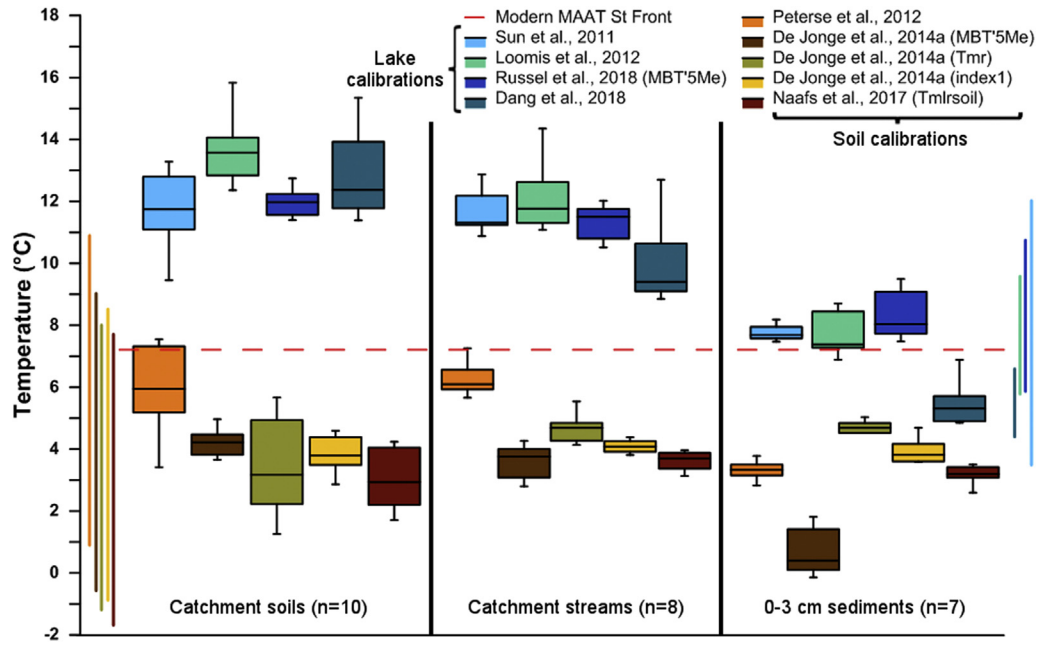 18
16
14
12
10
8
6
4
2
0
-2
Temperature (°C)
Lake
calibrations
Modern MAAT St Front
Sun et al., 2011
Loomis et al., 2012
Russel et al., 2018 (MBT'5Me)
Dang et al., 2018
Peterse et al., 2012
De Jonge et al., 2014a (MBT'5Me)
De Jonge et al., 2014a (Tmr)
De Jonge et al., 2014a (index1)
Naafs et al., 2017 (Tmlrsoil)
Soil calibrations
Catchment soils (n=10)
Catchment streams (n=8)
0-3 cm sediments (n=7)